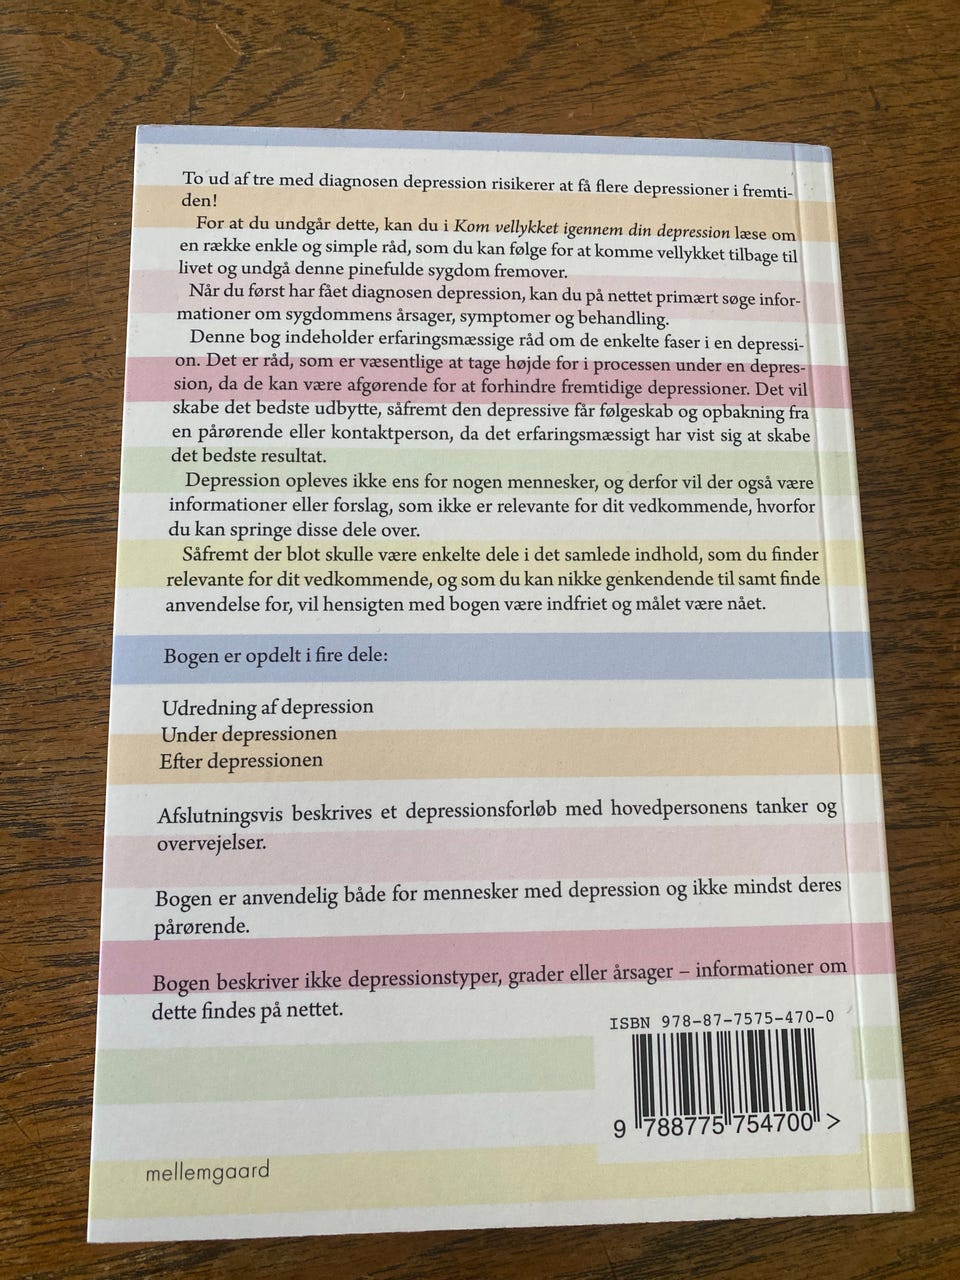 To ud af tre med diagnosen depression risikerer at få flere depressioner i fremti-
den!
For at du undgår dette, kan du i Kom vellykket igennem din depression læse om
en række enkle og simple råd, som du kan følge for at komme vellykket tilbage til
livet og undgå denne pinefulde sygdom fremover.
Når du først har fået diagnosen depression, kan du på nettet primært søge infor-
mationer om sygdommens årsager, symptomer og behandling.
Denne bog indeholder erfaringsmæssige råd om de enkelte faser i en depressi-
on. Det er råd, som er væsentlige at tage højde for i processen under en depres-
sion, da de kan være afgørende for at forhindre fremtidige depressioner. Det vil
skabe det bedste udbytte, såfremt den depressive får følgeskab og opbakning fra
en pårørende eller kontaktperson, da det erfaringsmæssigt har vist sig at skabe
det bedste resultat.
Depression opleves ikke ens for nogen mennesker, og derfor vil der også være
informationer eller forslag, som ikke er relevante for dit vedkommende, hvorfor
du kan springe disse dele over.
Såfremt der blot skulle være enkelte dele i det samlede indhold, som du finder
relevante for dit vedkommende, og som du kan nikke genkendende til samt finde
anvendelse for, vil hensigten med bogen være indfriet og målet være nået.
Bogen er opdelt i fire dele:
Udredning af depression
Under depressionen
Efter depressionen
Afslutningsvis beskrives et depressionsforløb med hovedpersonens tanker og
overvejelser.
Bogen er anvendelig både for mennesker med depression og ikke mindst deres
pårørende.
Bogen beskriver ikke depressionstyper, grader eller årsager – informationer om
dette findes på nettet.
ISBN 978-87-7575-470-0
9 788775 754700 >
mellemgaard